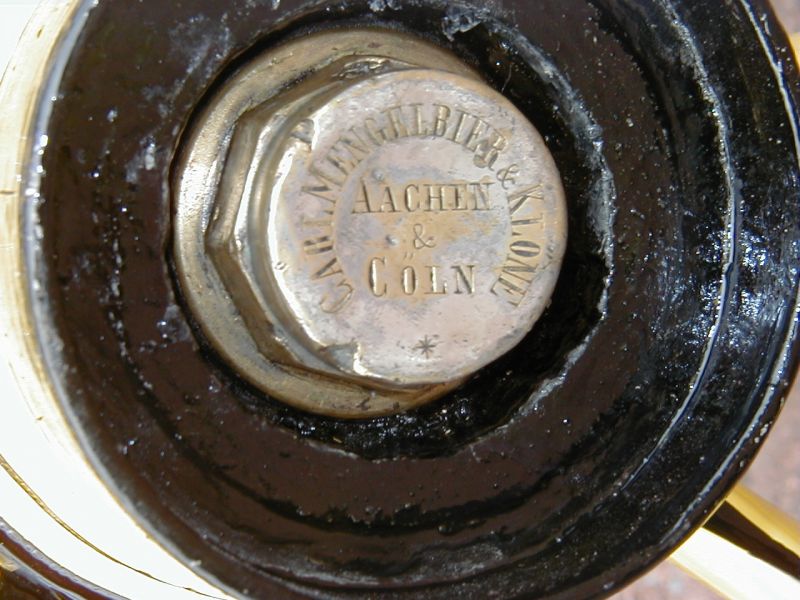 CARL MENGELBIER & KLONE
AACHEN
&
CÖLN
*